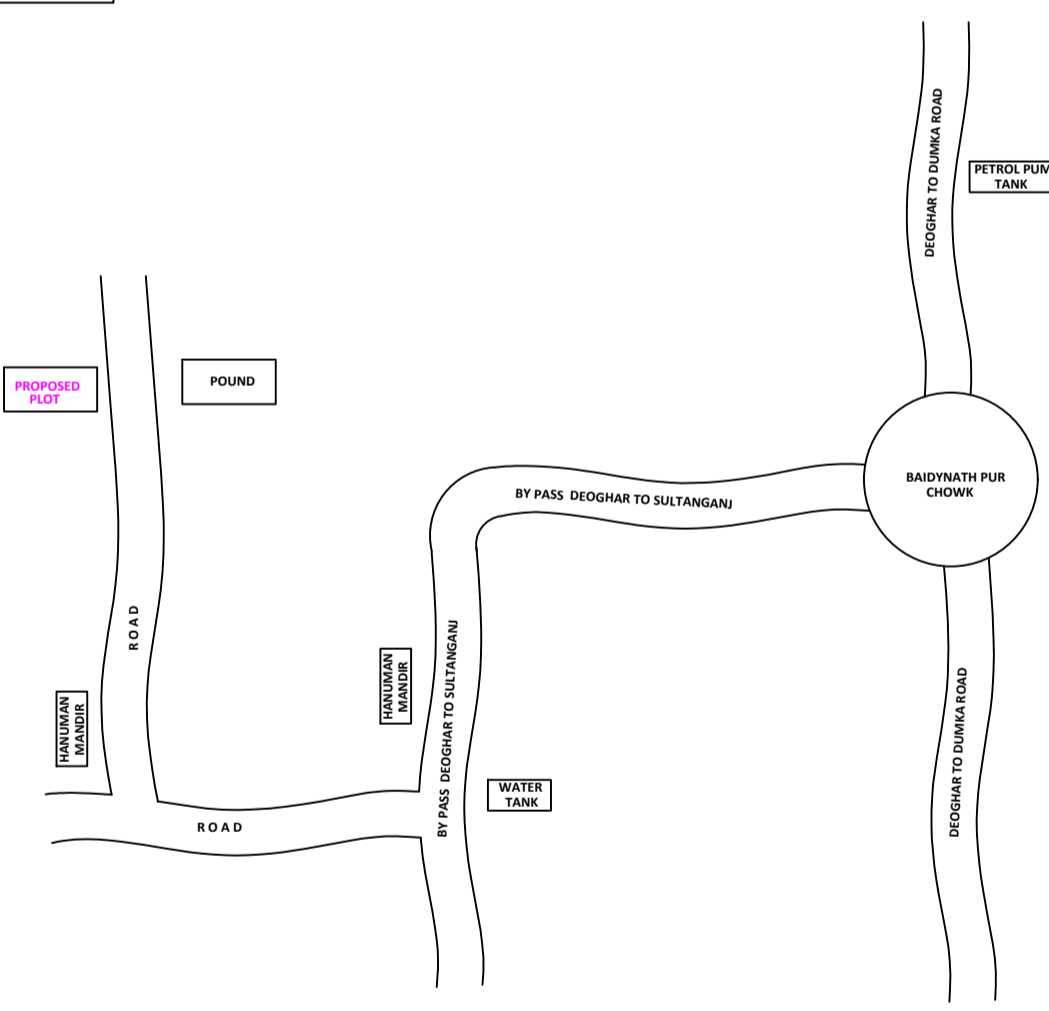 DEOGHAR TO DUMKA ROAD
PETROL PUM
TANK
PROPOSED
PLOT
POUND
BAIDYNATH PUR
CHOWK
BY PASS DEOGHAR TO SULTANGANJ
ROAD
HANUMAN
MANDIR
HANUMAN
MANDIR
BY PASS DEOGHAR TO SULTANGANJ
DEOGHAR TO DUMKA ROAD
WATER
TANK
ROAD